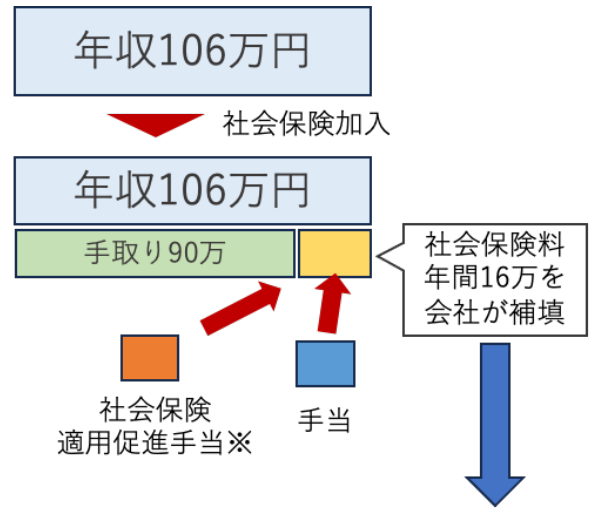 年収106万円
社会保険加入
年収106万円
手取り90万
社会保険料
年間16万を
会社が補填
社会保険
適用促進手当※
手当